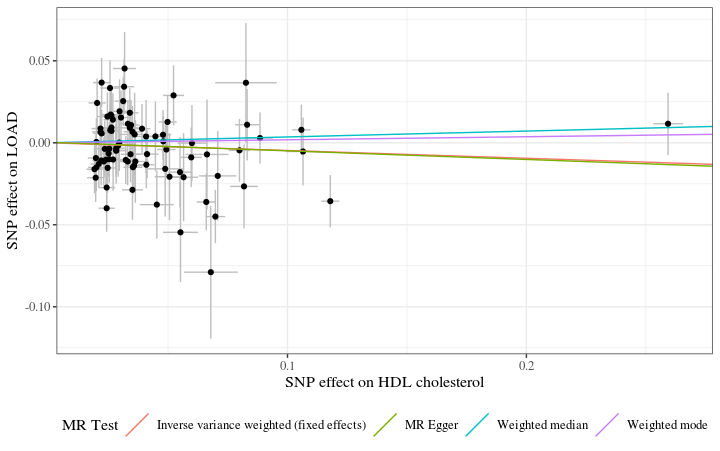 0.05
0.00
-0.05
-0.10
SNP effect on LOAD
0.1
0.2
SNP effect on HDL cholesterol
MR Test
Inverse variance weighted (fixed effects)
MR Egger
Weighted median
Weighted mode